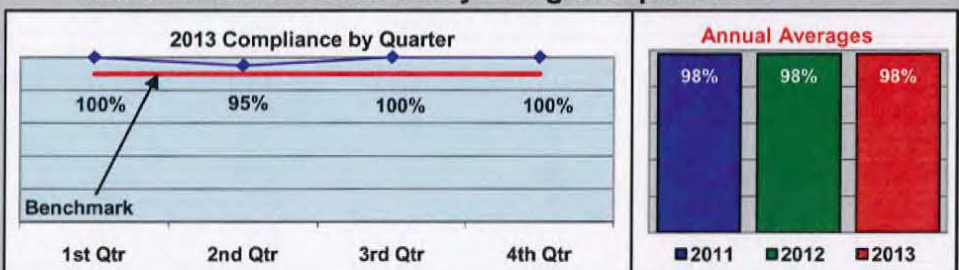 2013 Compliance by Quarter
100% 95% 100% 100%
Benchmark
1st Qtr 2nd Qtr 3rd Qtr 4th Qtr
Annual Averages
98% 98% 98%
2011 2012 2013